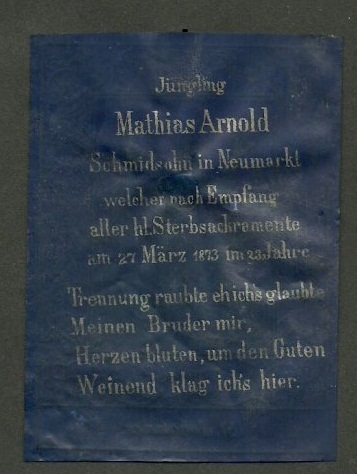 Jüngling
Mathias Arnold
Schmidsohn in Neumarkt
welcher nach Empfang
aller hl. Sterbsachremente
am 27 März 1873 im 23 Jahre
Trennung raubte eh ich's glaubte
Meinen Bruder mir,
Herzen bluten, um den Guten
Weinend klag ich's hier.